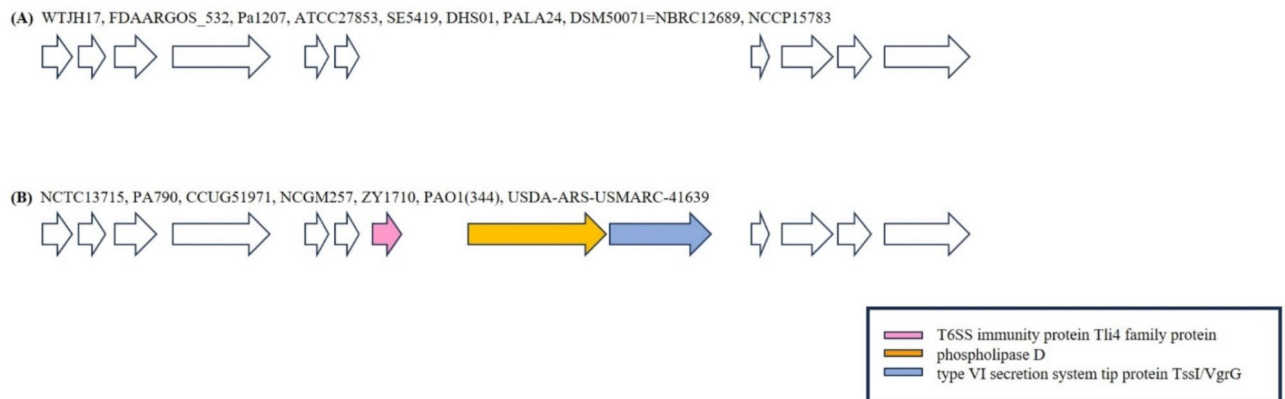 (A) WTJH17, FDAARGOS_532, Pa1207, ATCC27853, SE5419, DHS01, PALA24, DSM50071=NBRC12689, NCCP15783
(B) NCTC13715, PA790, CCUG51971, NCGM257, ZY1710, PAO1(344), USDA-ARS-USMARC-41639
T6SS immunity protein Tli4 family protein
phospholipase D
type VI secretion system tip protein TssI/VgrG